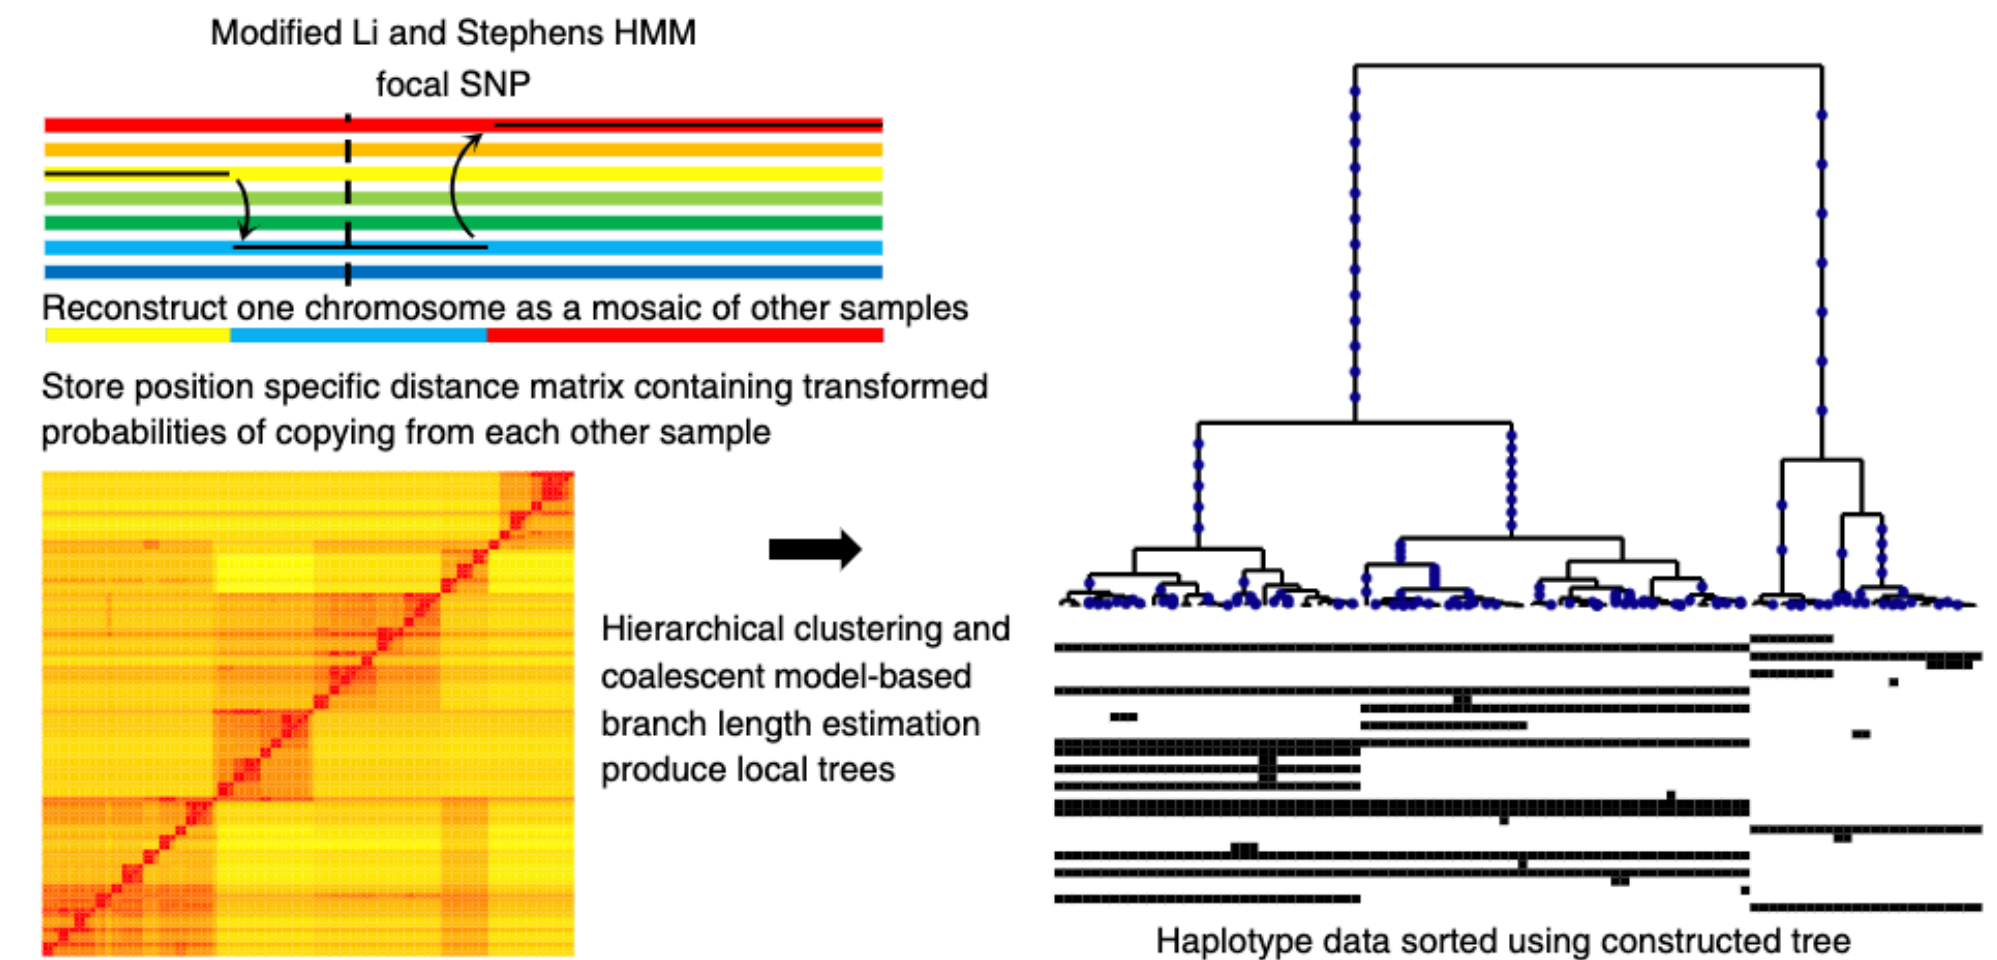 Modified Li and Stephens HMM
focal SNP
Reconstruct one chromosome as a mosaic of other samples
Store position specific distance matrix containing transformed
probabilities of copying from each other sample
Hierarchical clustering and
coalescent model-based
branch length estimation
produce local trees
Haplotype data sorted using constructed tree